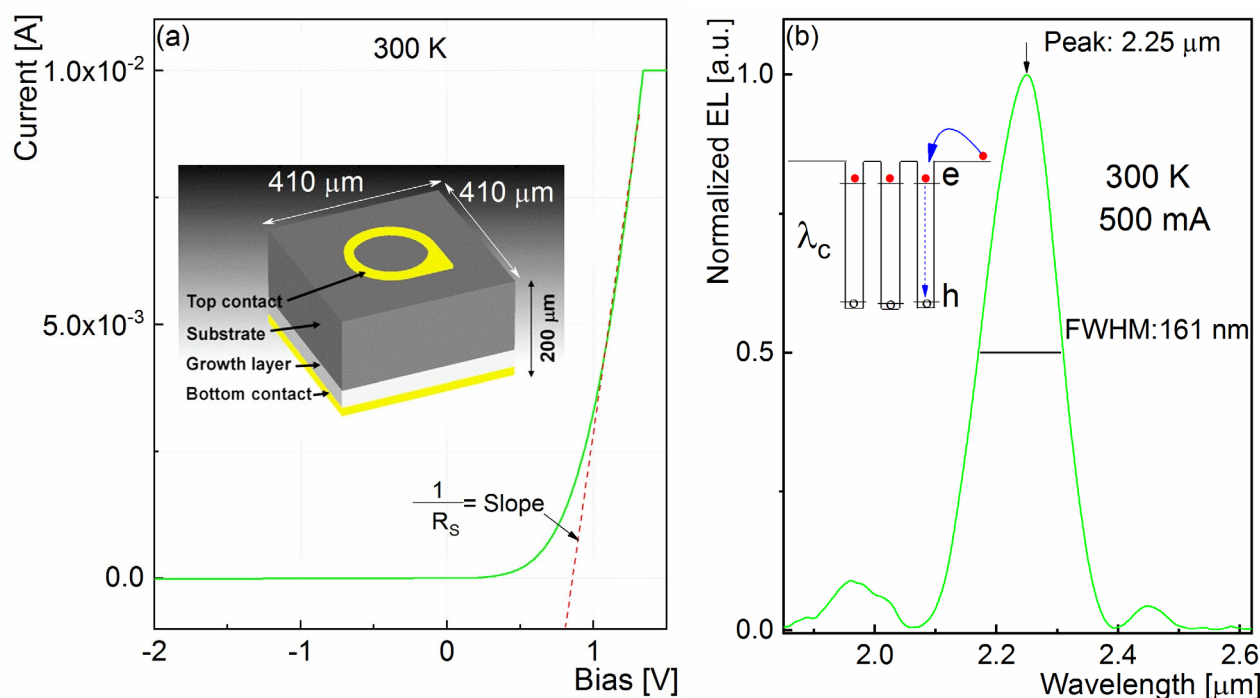 (a)
300 K
Current [A]
1.0x10⁻²
5.0x10⁻³
0.0
410 μm
410 μm
200 μm
Top contact
Substrate
Growth layer
Bottom contact
1
R_S
= Slope
-2
-1
0
1
Bias [V]
(b)
Peak: 2.25 μm
Normalized EL [a.u.]
1.0
0.5
0.0
e
h
λ_C
300 K
500 mA
FWHM:161 nm
2.0
2.2
2.4
2.6
Wavelength [μm]